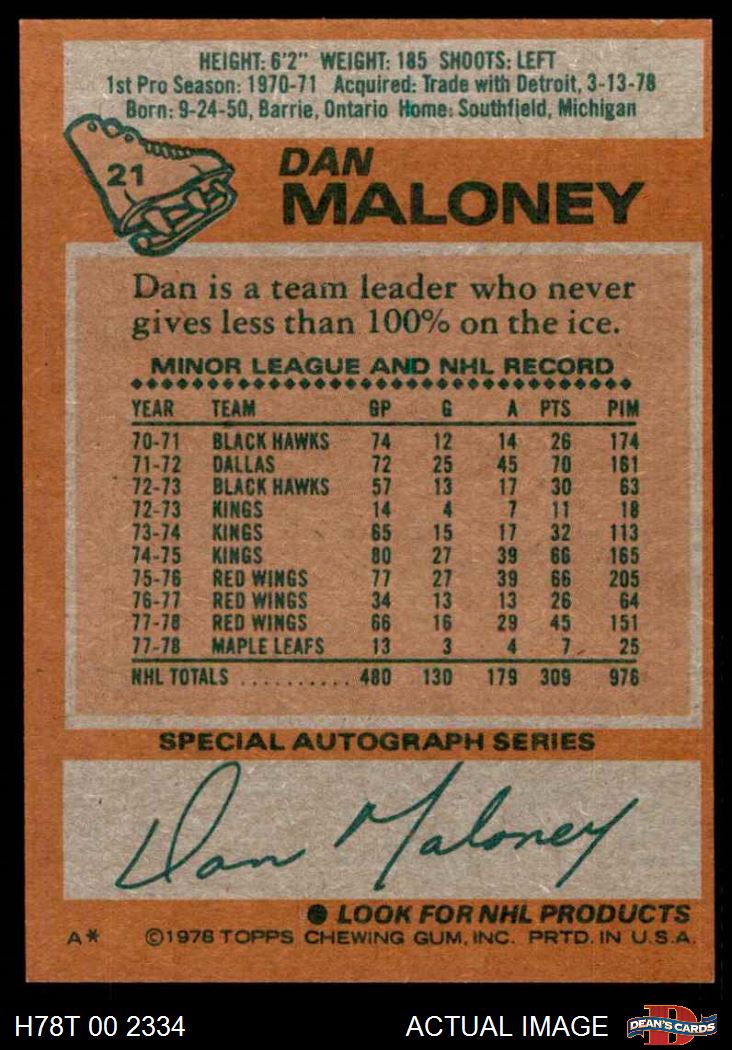 HEIGHT: 6'2" WEIGHT: 185 SHOOTS: LEFT
1st Pro Season: 1970-71 Acquired: Trade with Detroit, 3-13-78
Born: 9-24-50, Barrie, Ontario Home: Southfield, Michigan
21
DAN
MALONEY
Dan is a team leader who never
gives less than 100% on the ice.
MINOR LEAGUE AND NHL RECORD
YEAR TEAM GP G A PTS PIM
70-71 BLACK HAWKS 74 12 14 26 174
71-72 DALLAS 72 25 45 70 161
72-73 BLACK HAWKS 57 13 17 30 63
72-73 KINGS 14 4 7 11 18
73-74 KINGS 65 15 17 32 113
74-75 KINGS 80 27 39 66 165
75-76 RED WINGS 77 27 39 66 205
76-77 RED WINGS 34 13 13 26 64
77-78 RED WINGS 66 16 29 45 151
77-78 MAPLE LEAFS 13 3 4 7 25
NHL TOTALS .......... 480 130 179 309 978
SPECIAL AUTOGRAPH SERIES
Dan Maloney
● LOOK FOR NHL PRODUCTS
A* ©1978 TOPPS CHEWING GUM, INC. PRTD. IN U.S.A.
H78T 00 2334 ACTUAL IMAGE D DEAN'S CARDS